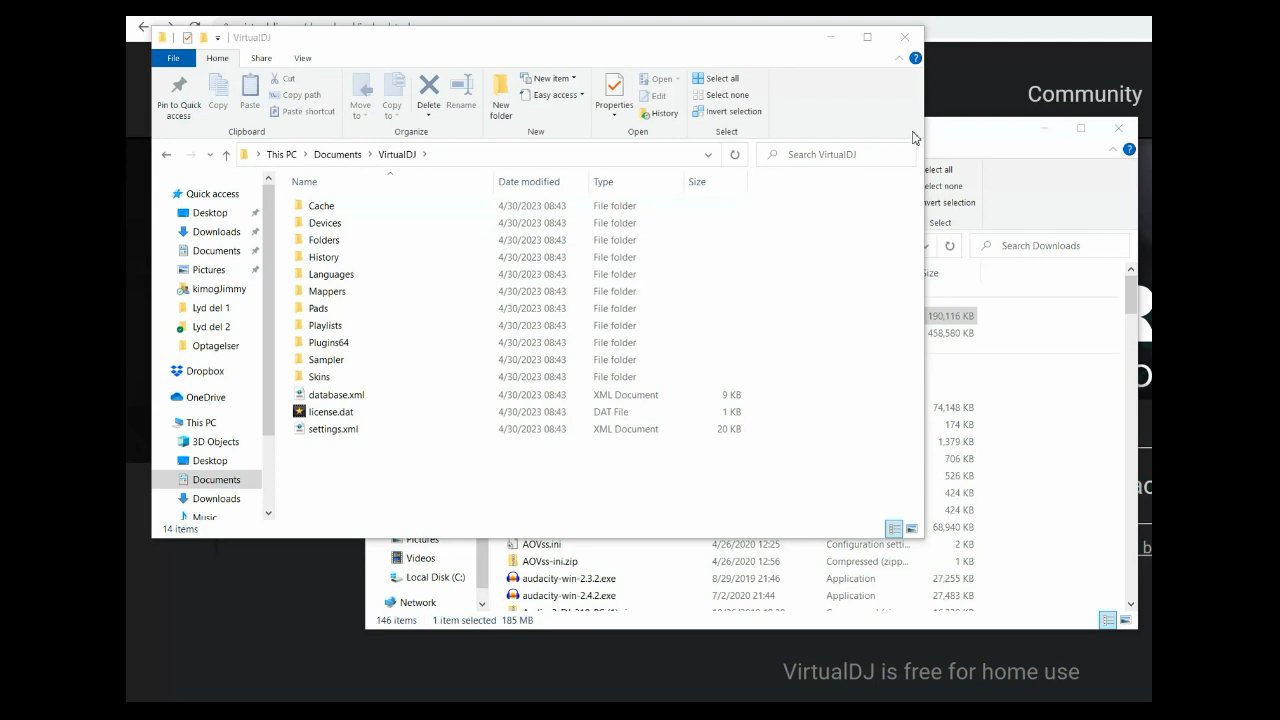 VirtualDJ
File Home Share View
Pin to Quick access
Copy
Paste
Cut
Copy path
Paste shortcut
Clipboard
Move to
Copy to
Delete
Rename
Organize
New folder
New item
Easy access
New
Properties
Open
Edit
History
Open
Select all
Select none
Invert selection
Select
This PC > Documents > VirtualDJ >
Search VirtualDJ
Name Date modified Type Size
Quick access
Desktop
Downloads
Documents
Pictures
kimogJimmy
Lyd del 1
Lyd del 2
Optagelser
Dropbox
OneDrive
This PC
3D Objects
Desktop
Documents
Downloads
Music
Cache 4/30/2023 08:43 File folder
Devices 4/30/2023 08:43 File folder
Folders 4/30/2023 08:43 File folder
History 4/30/2023 08:43 File folder
Languages 4/30/2023 08:43 File folder
Mappers 4/30/2023 08:43 File folder
Pads 4/30/2023 08:43 File folder
Playlists 4/30/2023 08:43 File folder
Plugins64 4/30/2023 08:43 File folder
Sampler 4/30/2023 08:43 File folder
Skins 4/30/2023 08:43 File folder
database.xml 4/30/2023 08:43 XML Document 9 KB
license.dat 4/30/2023 08:43 DAT File 1 KB
settings.xml 4/30/2023 08:43 XML Document 20 KB
14 items
Community
elect all
elect none
nvert selection
Select
Search Downloads
Size
190,116 KB
458,580 KB
74,148 KB
174 KB
1,379 KB
706 KB
526 KB
424 KB
424 KB
68,940 KB
Pictures
Videos
Local Disk (C:)
Network
AOVss.ini 4/26/2020 12:25 Configuration setti... 2 KB
AOVss-ini.zip 4/26/2020 12:56 Compressed (zipp... 1 KB
audacity-win-2.3.2.exe 8/29/2019 21:46 Application 27,255 KB
audacity-win-2.4.2.exe 7/2/2020 21:44 Application 27,483 KB
146 items 1 item selected 185 MB
VirtualDJ is free for home use